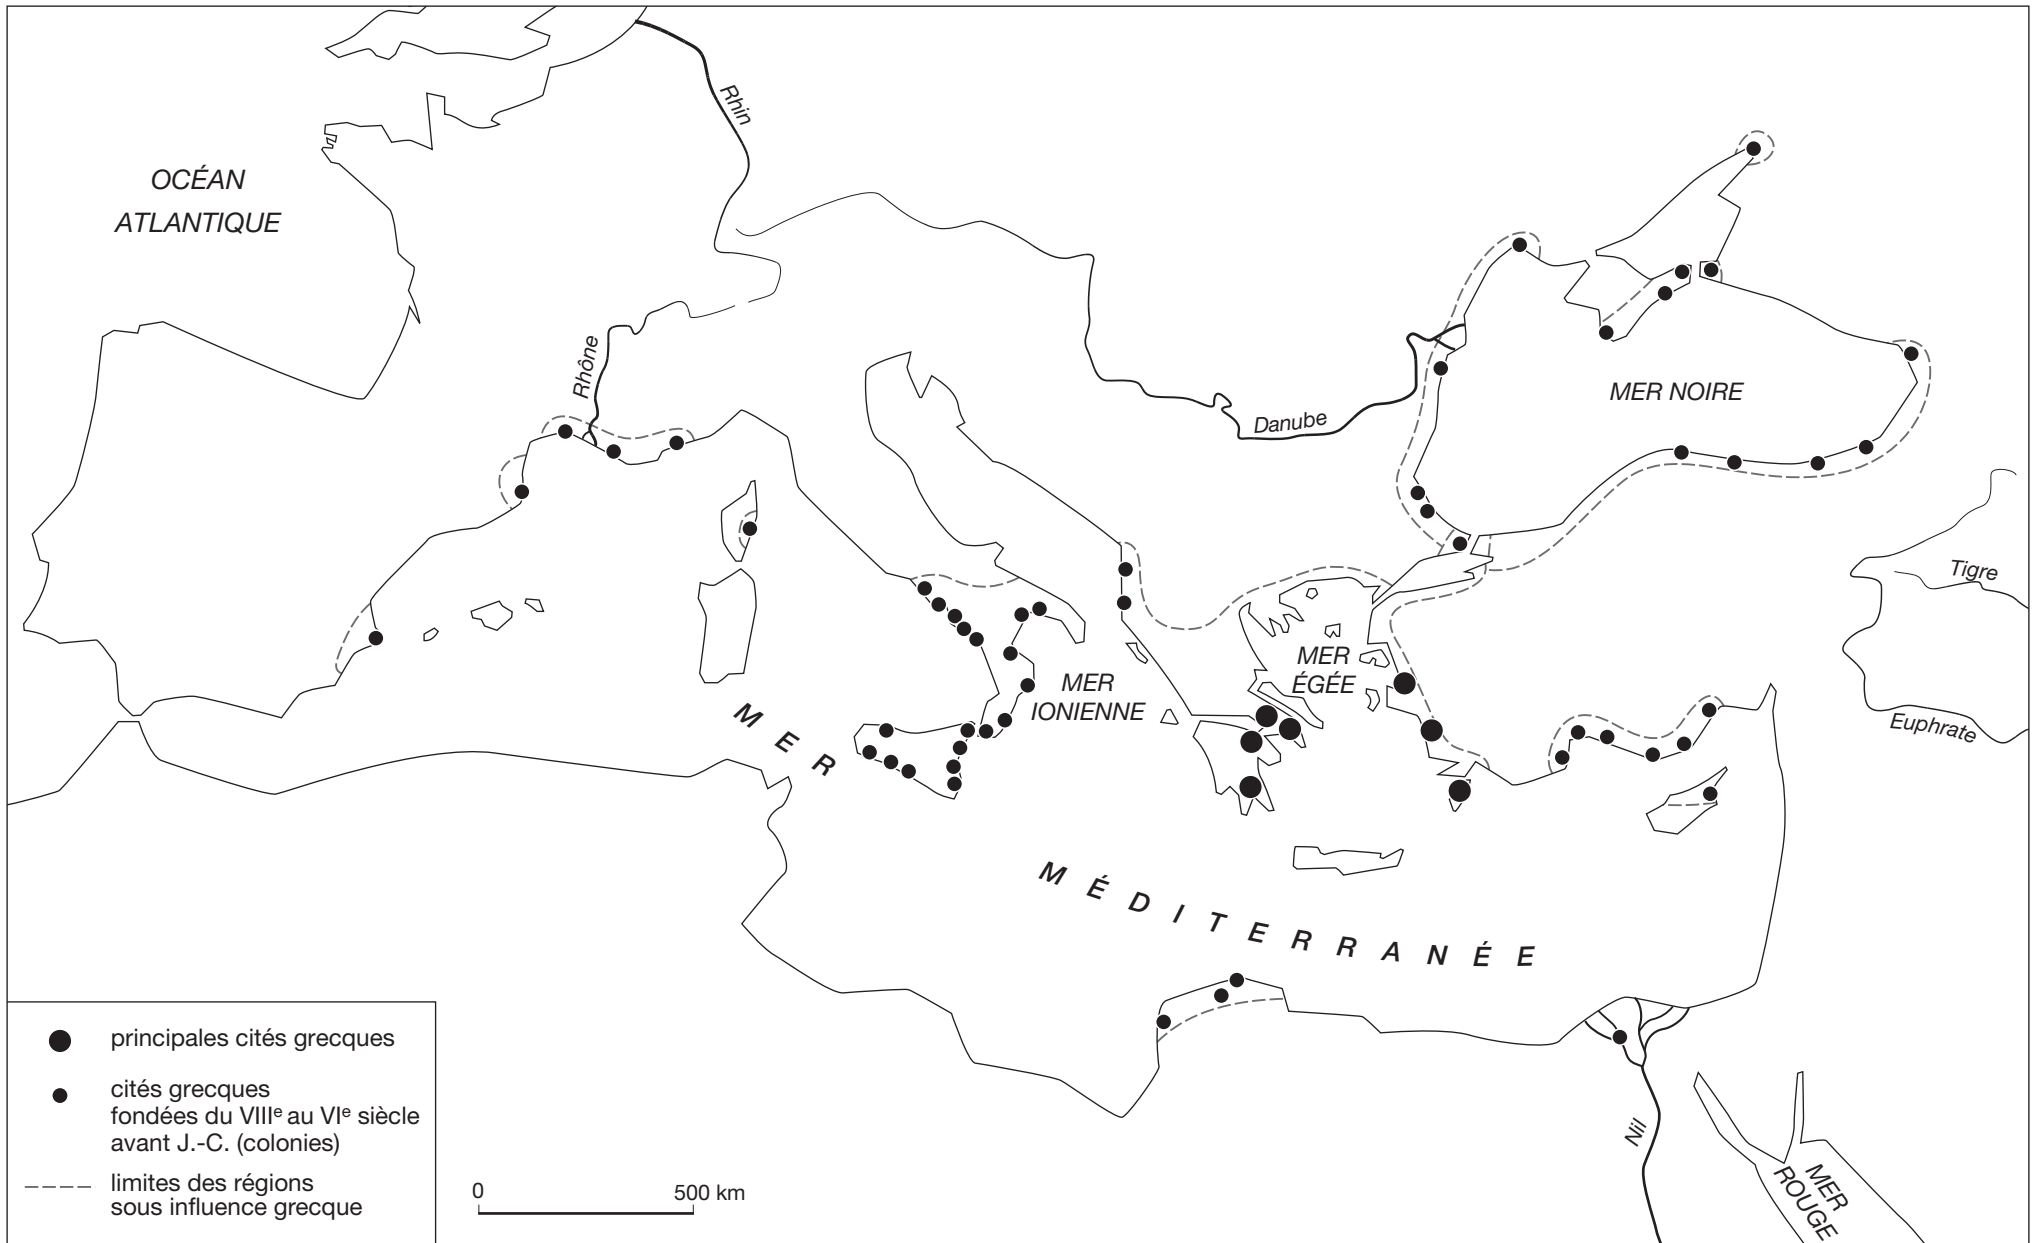 OCÉAN
ATLANTIQUE
Rhin
Rhône
Danube
MER NOIRE
Tigre
Euphrate
MER
ÉGÉE
MER
IONIENNE
MER
MÉDITERRANÉE
Nil
MER
ROUGE
principales cités grecques
cités grecques
fondées du VIIIe au VIe siècle
avant J.-C. (colonies)
limites des régions
sous influence grecque
0 500 km